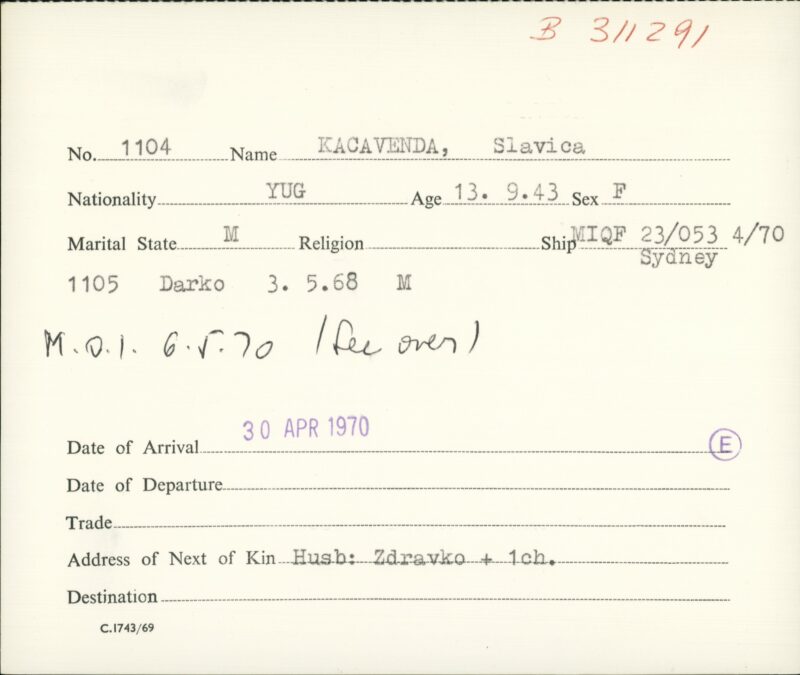 B 311291
No. 1104 Name KACAVENDA, Slavica
Nationality YUG Age 13. 9.43 Sex F
Marital State M Religion Ship MIQF 23/053 4/70
Sydney
1105 Darko 3. 5.68 M
M.O.I. 6.5.70 (See over)
Date of Arrival 30 APR 1970 E
Date of Departure
Trade
Address of Next of Kin Husb: Zdravko + 1ch.
Destination
C.1743/69